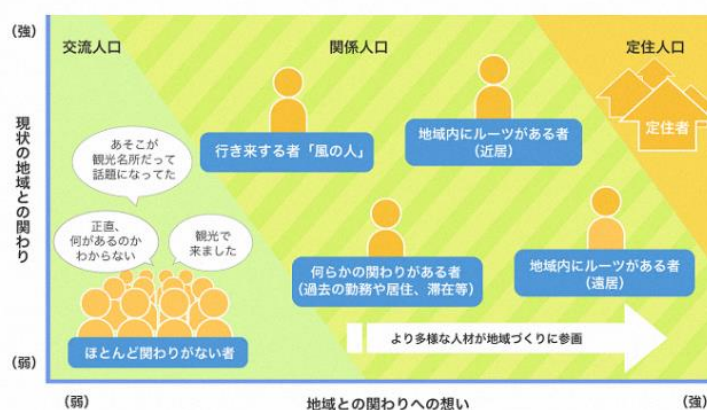 (強)
交流人口
関係人口
定住人口
現状の地域との関わり
あそこが
観光名所だって
話題になってた
正直、
何があるのか
わからない
観光で
来ました
行き来する者「風の人」
地域内にルーツがある者
(近居)
定住者
何らかの関わりがある者
(過去の勤務や居住、滞在等)
地域内にルーツがある者
(遠居)
ほとんど関わりがない者
より多様な人材が地域づくりに参画
(弱)
(弱)
地域との関わりへの想い
(強)